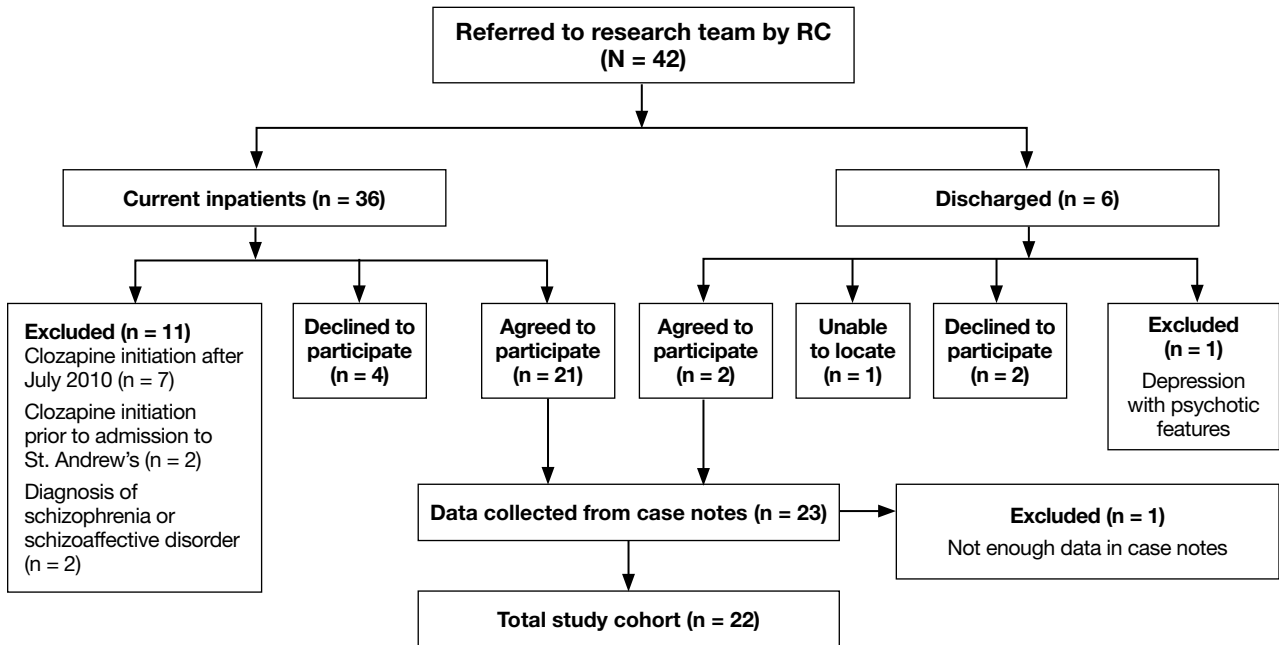 Referred to research team by RC
(N = 42)
Current inpatients (n = 36)
Discharged (n = 6)
Excluded (n = 11)
Clozapine initiation after
July 2010 (n = 7)
Clozapine initiation
prior to admission to
St. Andrew’s (n = 2)
Diagnosis of
schizophrenia or
schizoaffective disorder
(n = 2)
Declined to
participate
(n = 4)
Agreed to
participate
(n = 21)
Agreed to
participate
(n = 2)
Unable
to locate
(n = 1)
Declined to
participate
(n = 2)
Excluded
(n = 1)
Depression
with psychotic
features
Data collected from case notes (n = 23)
Excluded (n = 1)
Not enough data in case notes
Total study cohort (n = 22)